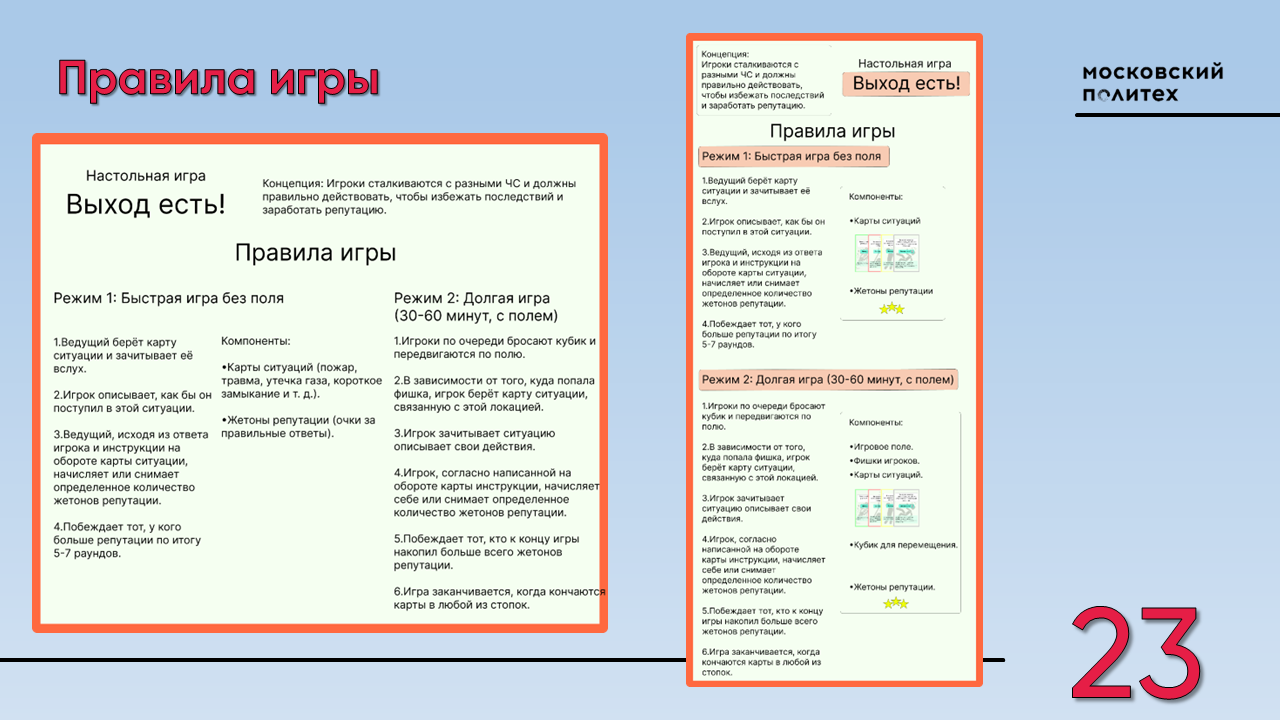 Правила игры
Настольная игра
Выход есть!
Концепция: Игроки сталкиваются с разными ЧС и должны
правильно действовать, чтобы избежать последствий и
заработать репутацию.
Правила игры
Режим 1: Быстрая игра без поля
1.Ведущий берёт карту
ситуации и зачитывает её
вслух.
2.Игрок описывает, как бы он
поступил в этой ситуации.
3.Ведущий, исходя из ответа
игрока и инструкции на
обороте карты ситуации,
начисляет или снимает
определенное количество
жетонов репутации.
4.Побеждает тот, у кого
больше репутации по итогу
5-7 раундов.
Компоненты:
•Карты ситуаций (пожар,
травма, утечка газа, короткое
замыкание и т. д.).
•Жетоны репутации (очки за
правильные ответы).
Режим 2: Долгая игра
(30-60 минут, с полем)
1.Игроки по очереди бросают кубик и
передвигаются по полю.
2.В зависимости от того, куда попала
фишка, игрок берёт карту ситуации,
связанную с этой локацией.
3.Игрок зачитывает ситуацию
описывает свои действия.
4.Игрок, согласно написанной на
обороте карты инструкции, начисляет
себе или снимает определенное
количество жетонов репутации.
5.Побеждает тот, кто к концу игры
накопил больше всего жетонов
репутации.
6.Игра заканчивается, когда кончаются
карты в любой из стопок.
Концепция:
Игроки сталкиваются с
разными ЧС и должны
правильно действовать,
чтобы избежать последствий
и заработать репутацию.
Настольная игра
Выход есть!
Правила игры
Режим 1: Быстрая игра без поля
1.Ведущий берёт карту
ситуации и зачитывает её
вслух.
2.Игрок описывает, как бы он
поступил в этой ситуации.
3.Ведущий, исходя из ответа
игрока и инструкции на
обороте карты ситуации,
начисляет или снимает
определенное количество
жетонов репутации.
4.Побеждает тот, у кого
больше репутации по итогу
5-7 раундов.
Компоненты:
•Карты ситуаций
•Жетоны репутации
Режим 2: Долгая игра (30-60 минут, с полем)
1.Игроки по очереди бросают
кубик и передвигаются по
полю.
2.В зависимости от того,
куда попала фишка, игрок
берёт карту ситуации,
связанную с этой локацией.
3.Игрок зачитывает
ситуацию описывает свои
действия.
4.Игрок, согласно
написанной на обороте
карты инструкции, начисляет
себе или снимает
определенное количество
жетонов репутации.
5.Побеждает тот, кто к концу
игры накопил больше всего
жетонов репутации.
6.Игра заканчивается, когда
кончаются карты в любой из
стопок.
Компоненты:
•Игровое поле.
•Фишки игроков.
•Карты ситуаций.
•Кубик для перемещения.
•Жетоны репутации.
московский
политех
23